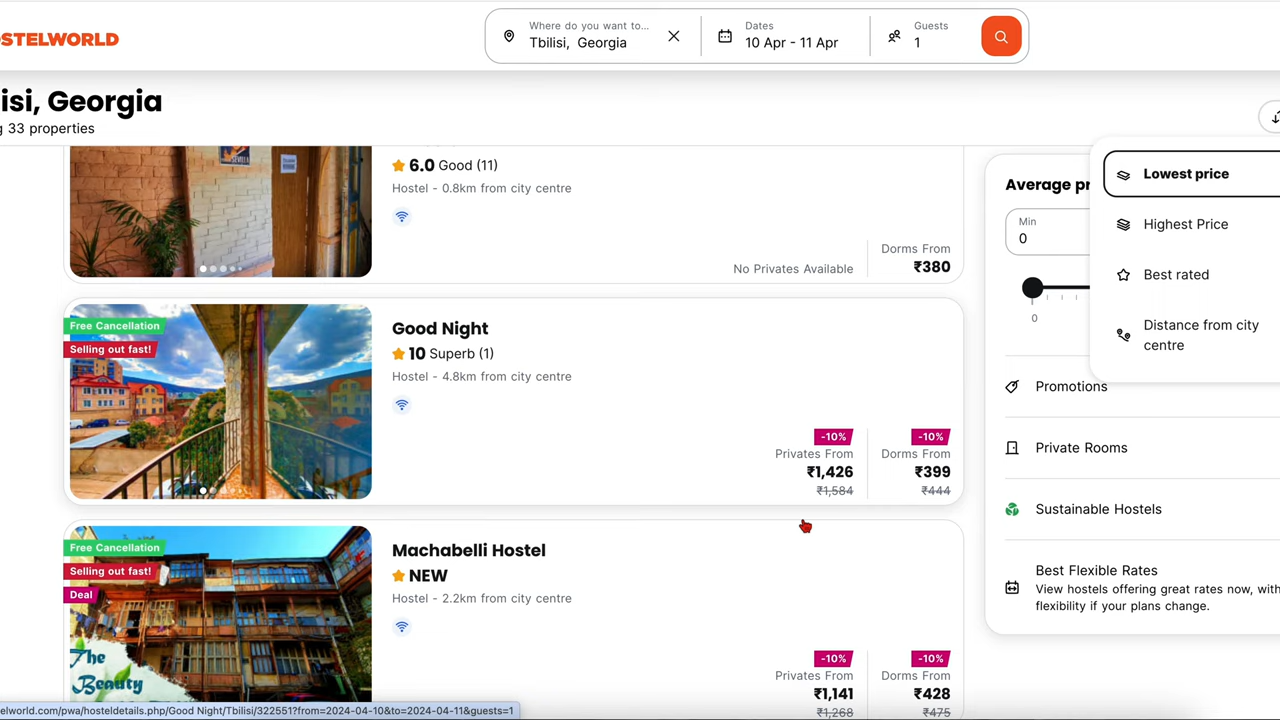 OSTELWORLD
Where do you want to...
Tbilisi, Georgia
Dates
10 Apr - 11 Apr
Guests
1
isi, Georgia
g 33 properties
6.0 Good (11)
Hostel - 0.8km from city centre
No Privates Available
Dorms From
₹380
Free Cancellation
Selling out fast!
Good Night
10 Superb (1)
Hostel - 4.8km from city centre
-10%
-10%
Privates From
Dorms From
₹1,426
₹399
₹1,584
₹444
Free Cancellation
Selling out fast!
Deal
The
Beauty
Machabelli Hostel
NEW
Hostel - 2.2km from city centre
-10%
-10%
Privates From
Dorms From
₹1,141
₹428
₹1,268
₹475
Average pr
Min
0
0
Lowest price
Highest Price
Best rated
Distance from city
centre
Promotions
Private Rooms
Sustainable Hostels
Best Flexible Rates
View hostels offering great rates now, with
flexibility if your plans change.
elworld.com/pwa/hosteldetails.php/Good Night/Tbilisi/322551?from=2024-04-10&to=2024-04-11&guests=1